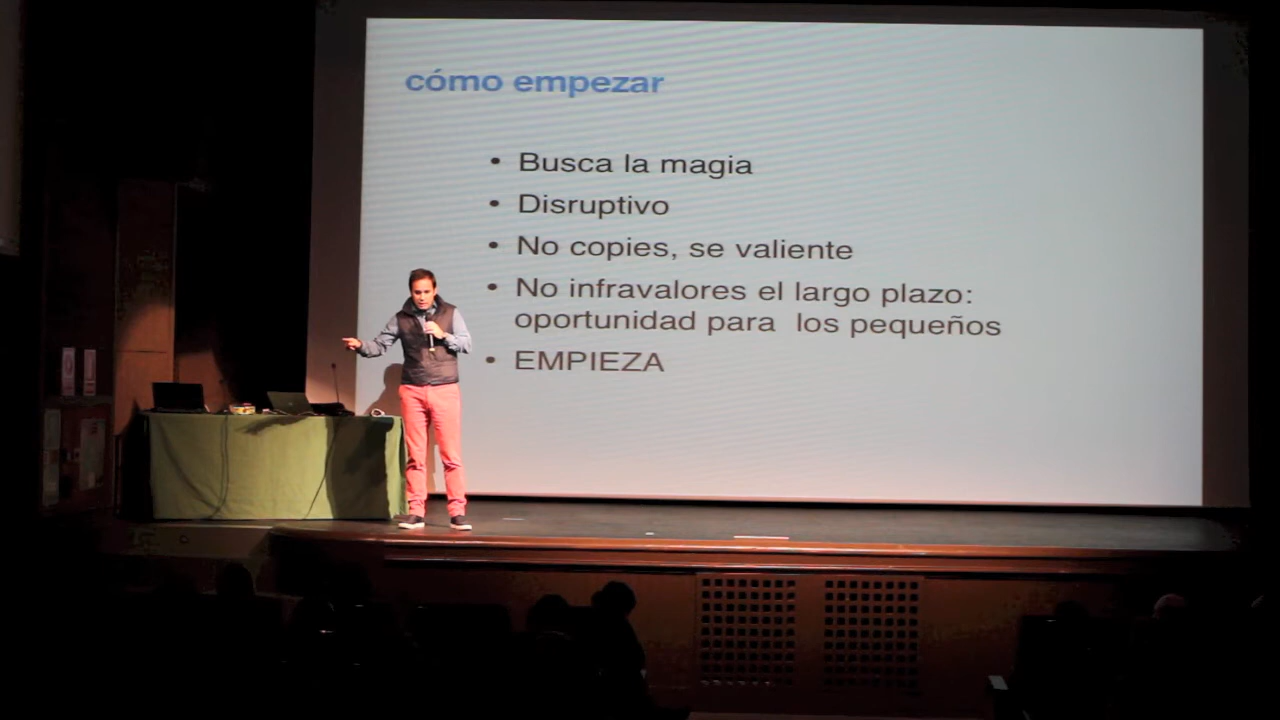 cómo empezar
• Busca la magia
• Disruptivo
• No copies, se valiente
• No infravalores el largo plazo:
oportunidad para los pequeños
• EMPIEZA